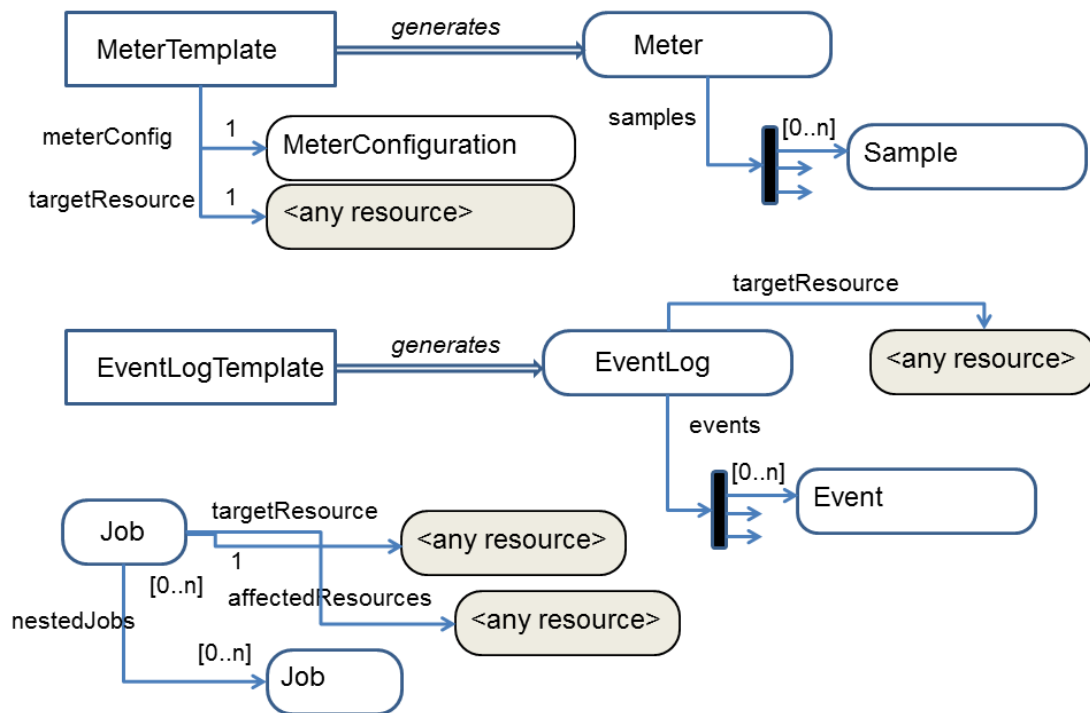 generates
MeterTemplate
Meter
samples
meterConfig
1
[0..n]
MeterConfiguration
Sample
targetResource
1
<any resource>
targetResource
generates
EventLogTemplate
EventLog
<any resource>
events
[0..n]
Event
targetResource
Job
<any resource>
1
[0..n]
affectedResources
nestedJobs
<any resource>
[0..n]
Job